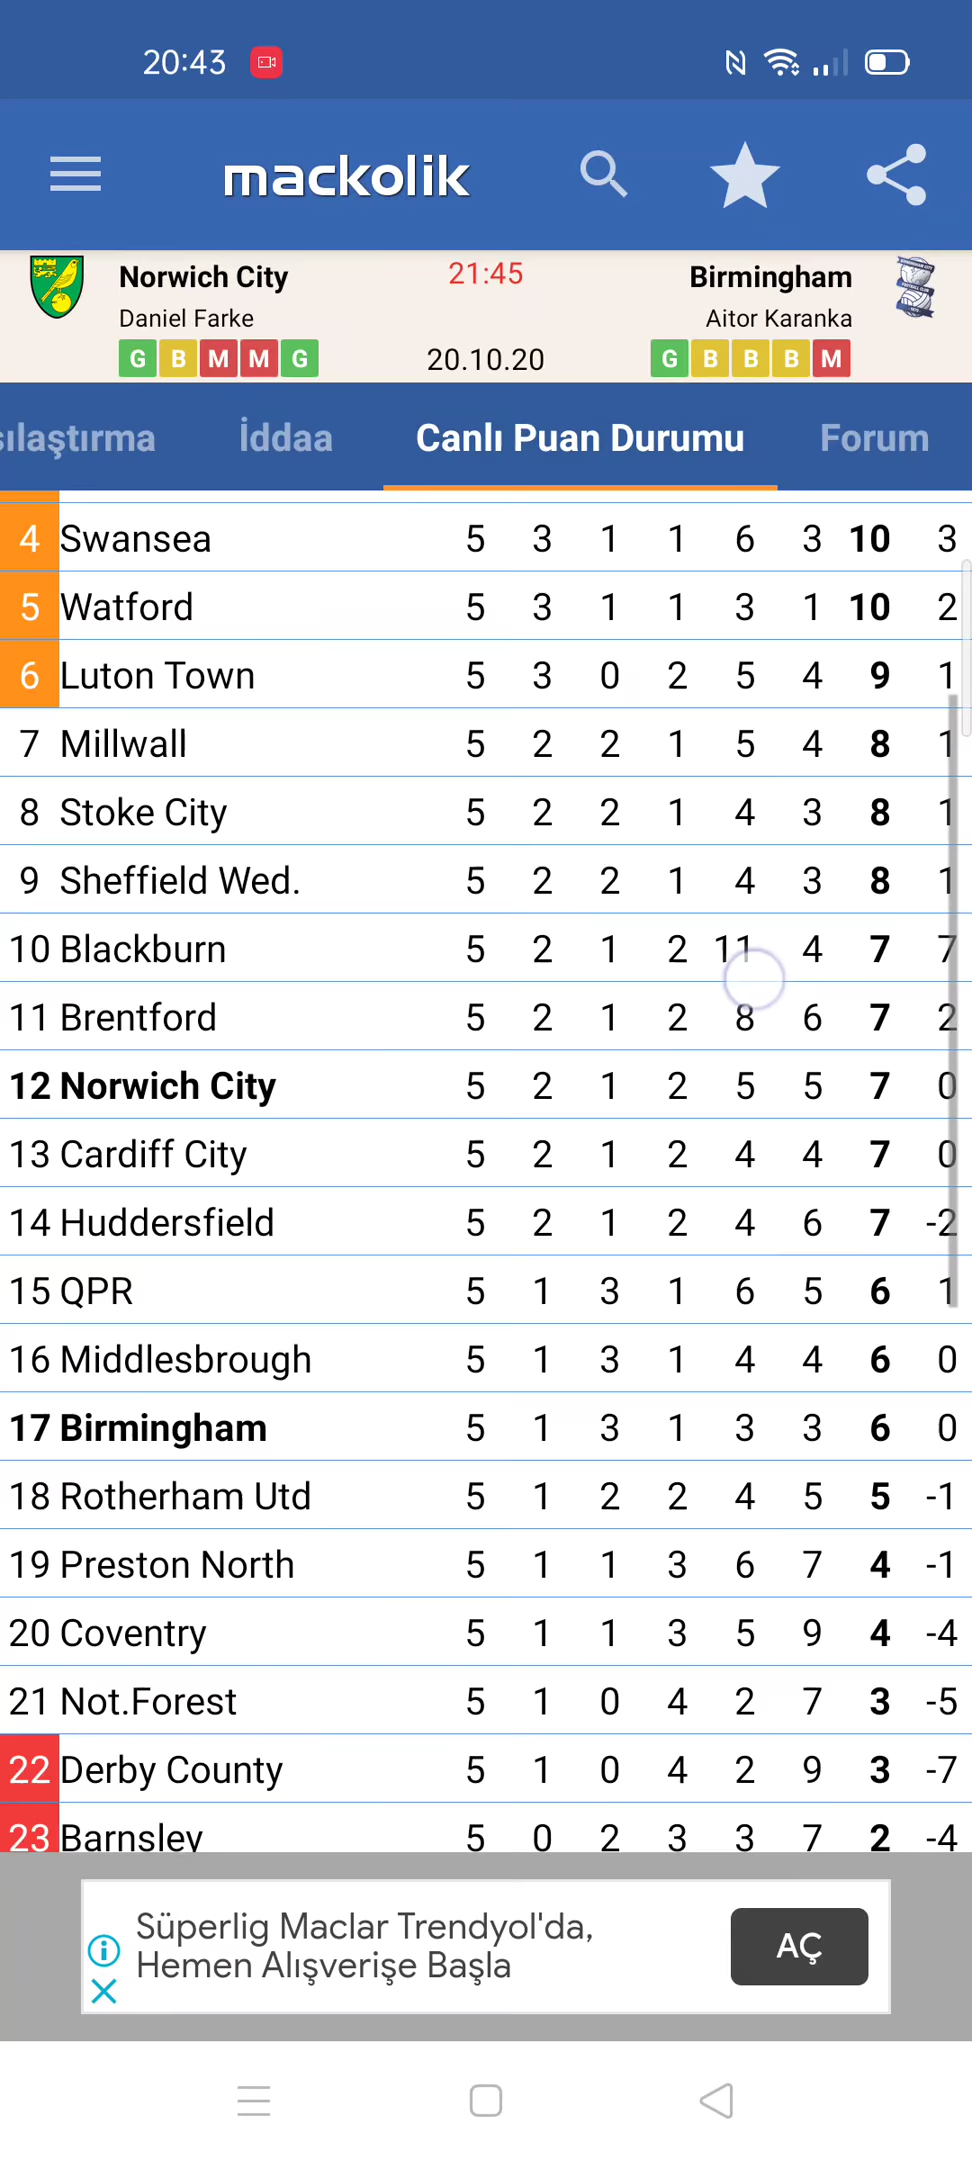 20:43
mackolik
Norwich City 21:45 Birmingham
Daniel Farke Aitor Karanka
G B M M G 20.10.20 G B B B M
sılaştırma İddaa Canlı Puan Durumu Forum
4 Swansea 5 3 1 1 6 3 10 3
5 Watford 5 3 1 1 3 1 10 2
6 Luton Town 5 3 0 2 5 4 9 1
7 Millwall 5 2 2 1 5 4 8 1
8 Stoke City 5 2 2 1 4 3 8 1
9 Sheffield Wed. 5 2 2 1 4 3 8 1
10 Blackburn 5 2 1 2 11 4 7 7
11 Brentford 5 2 1 2 8 6 7 2
12 Norwich City 5 2 1 2 5 5 7 0
13 Cardiff City 5 2 1 2 4 4 7 0
14 Huddersfield 5 2 1 2 4 6 7 -2
15 QPR 5 1 3 1 6 5 6 1
16 Middlesbrough 5 1 3 1 4 4 6 0
17 Birmingham 5 1 3 1 3 3 6 0
18 Rotherham Utd 5 1 2 2 4 5 5 -1
19 Preston North 5 1 1 3 6 7 4 -1
20 Coventry 5 1 1 3 5 9 4 -4
21 Not.Forest 5 1 0 4 2 7 3 -5
22 Derby County 5 1 0 4 2 9 3 -7
23 Barnsley 5 0 2 3 3 7 2 -4
Süperlig Maclar Trendyol'da,
Hemen Alışverişe Başla
AÇ